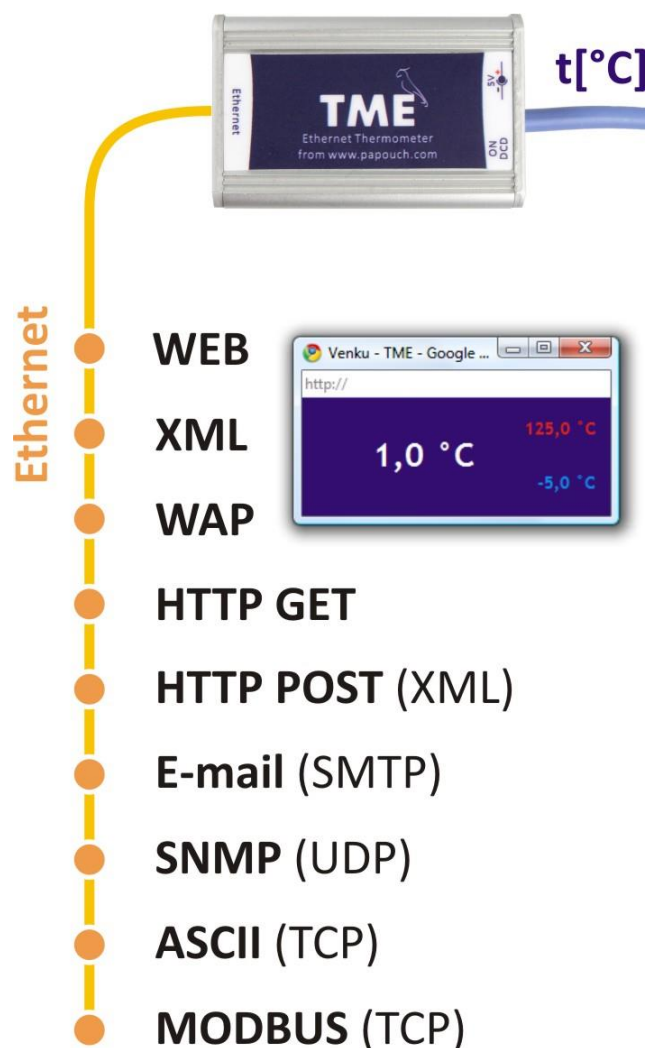 t[°C]
Ethernet
TME
Ethernet Thermometer
from www.papouch.com
- 5V +
ON
DCD
Ethernet
WEB
Venku - TME - Google ...
http://
125,0 °C
1,0 °C
-5,0 °C
XML
WAP
HTTP GET
HTTP POST (XML)
E-mail (SMTP)
SNMP (UDP)
ASCII (TCP)
MODBUS (TCP)